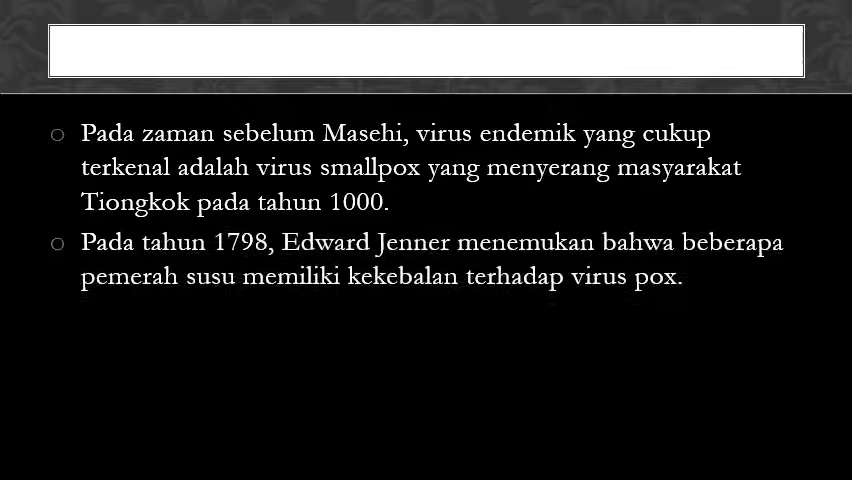 Pada zaman sebelum Masehi, virus endemik yang cukup
terkenal adalah virus smallpox yang menyerang masyarakat
Tiongkok pada tahun 1000.
Pada tahun 1798, Edward Jenner menemukan bahwa beberapa
pemerah susu memiliki kekebalan terhadap virus pox.